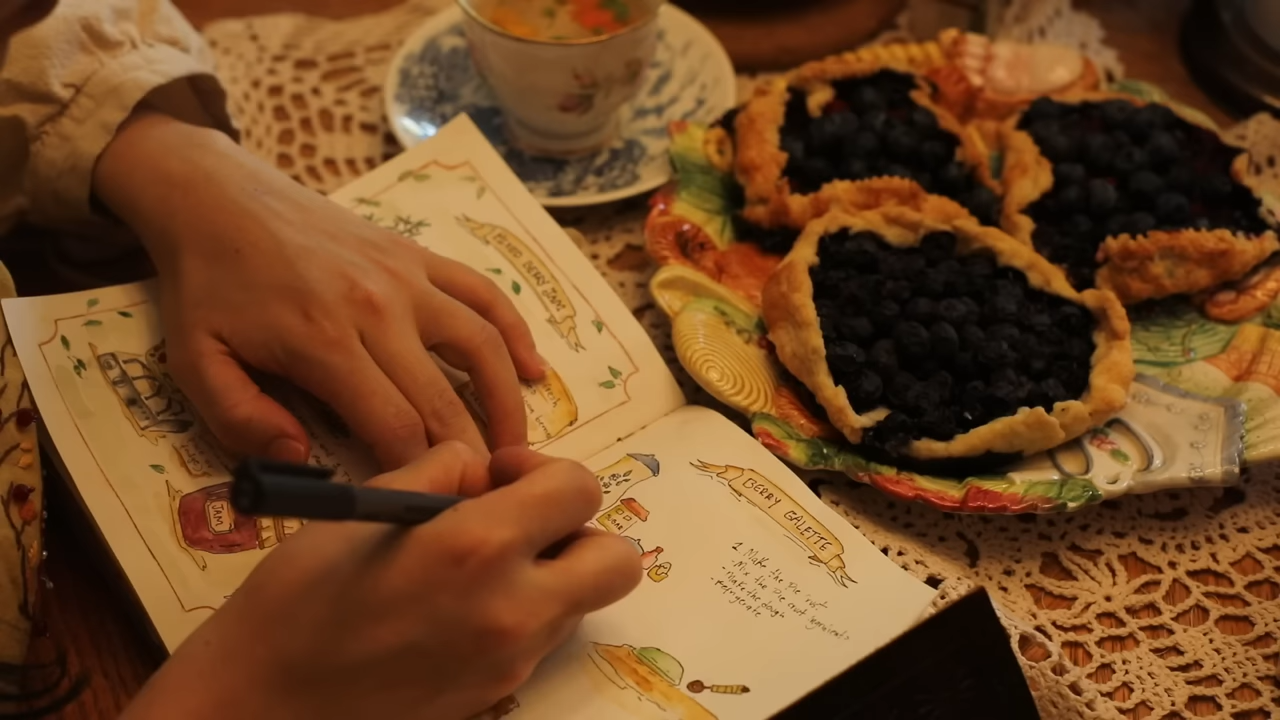 BERRY JAM
JAM
BERRY GALETTE
1. Make the Pie Crust
- Mix the Pie crust ingredients
- Make the dough
- refrigerate